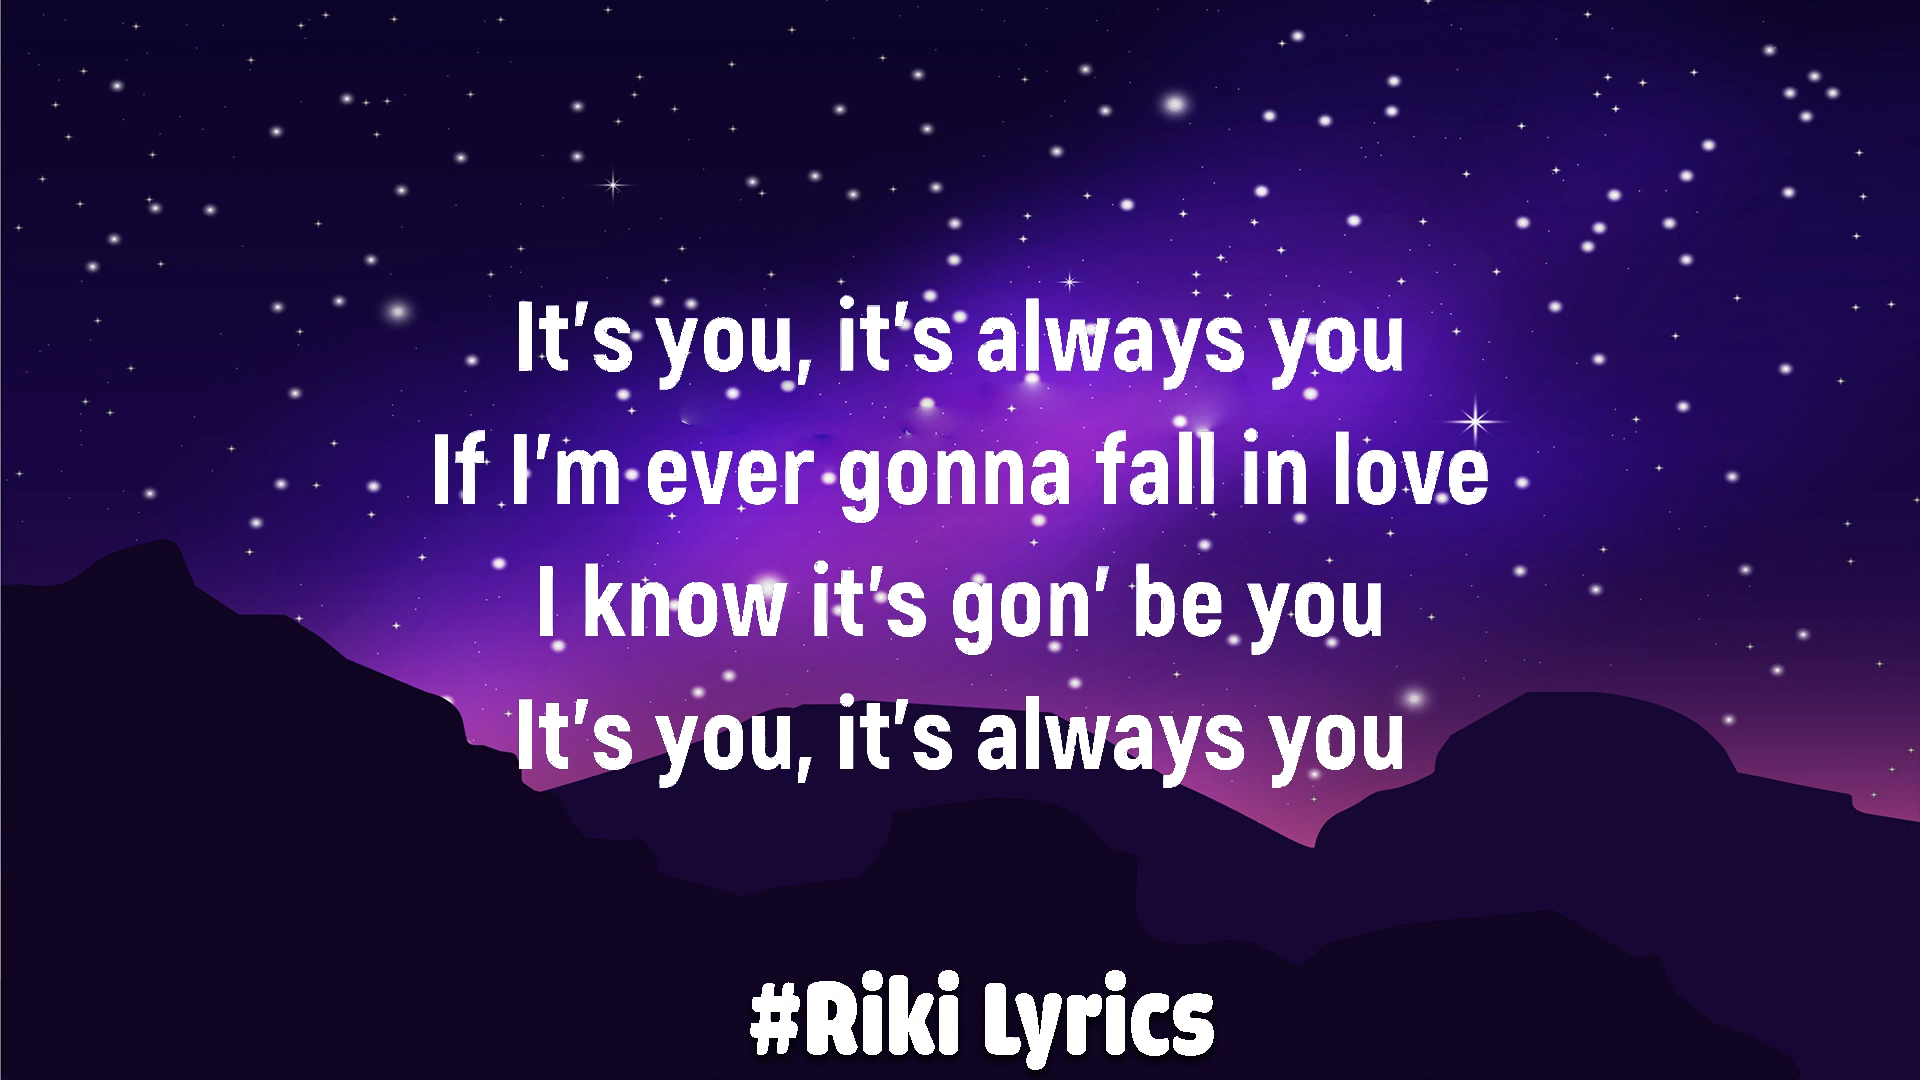 It's you, it's always you
If I'm ever gonna fall in love
I know it's gon' be you
It's you, it's always you
#Riki Lyrics